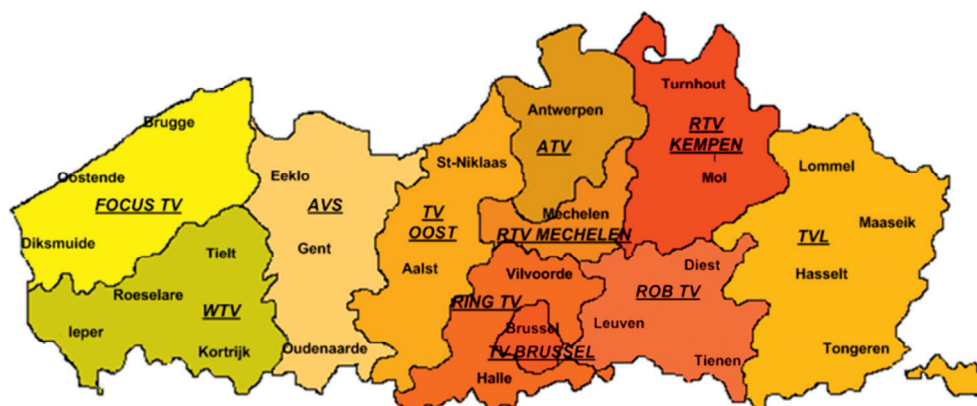 Brugge
Oostende
FOCUS TV
Diksmuide
Tielt
Roeselare
WTV
Ieper
Kortrijk
Eeklo
AVS
Gent
Oudenaarde
St-Niklaas
TV
OOST
Aalst
Antwerpen
ATV
Mechelen
RTV MECHELEN
Vilvoorde
RING TV
Brussel
TV BRUSSEL
Halle
Turnhout
RTV
KEMPEN
Mol
Diest
ROB TV
Leuven
Tienen
Lommel
Maaseik
TVL
Hasselt
Tongeren